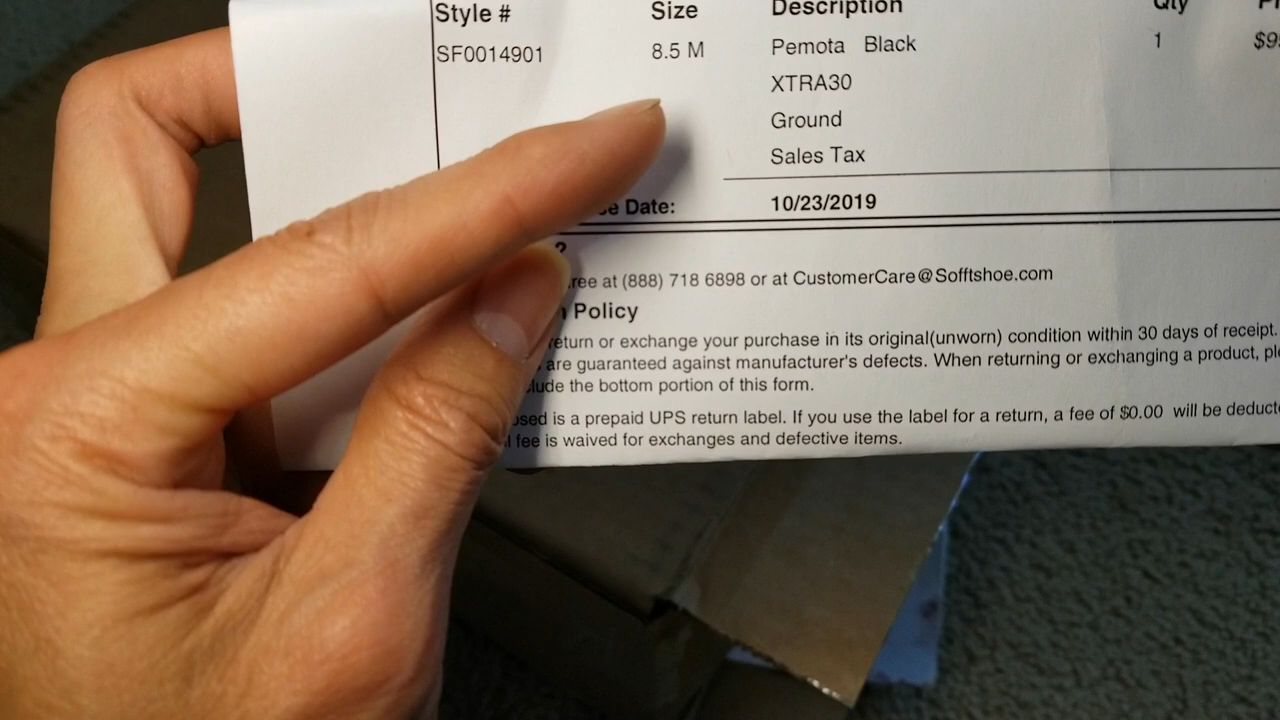 Style # Size Description Qty
SF0014901 8.5 M Pemota Black 1
XTRA30
Ground
Sales Tax
Date: 10/23/2019
?
at (888) 718 6898 or at CustomerCare@Sofftshoe.com
Policy
return or exchange your purchase in its original(unworn) condition within 30 days of receipt.
are guaranteed against manufacturer's defects. When returning or exchanging a product,
the bottom portion of this form.
is a prepaid UPS return label. If you use the label for a return, a fee of $0.00 will be
fee is waived for exchanges and defective items.